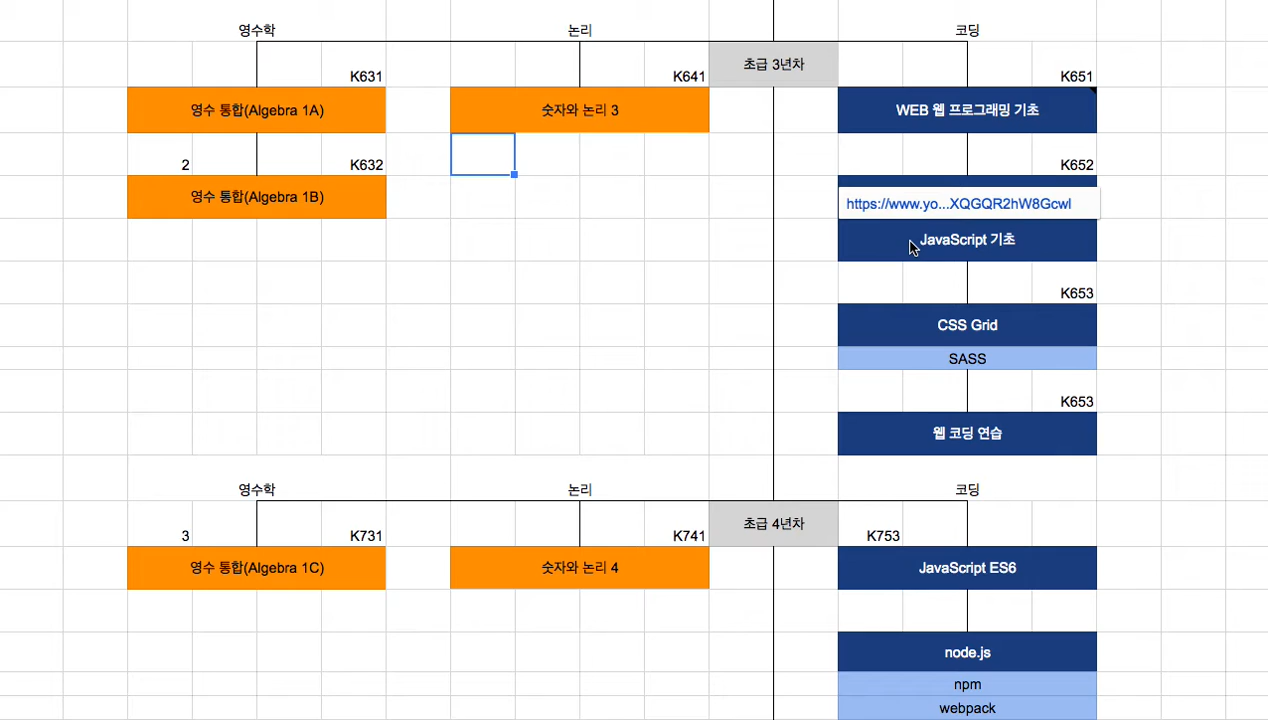 영수학
논리
코딩
초급 3년차
K631
K641
K651
영수 통합(Algebra 1A)
숫자와 논리 3
WEB 웹 프로그래밍 기초
2
K632
K652
영수 통합(Algebra 1B)
https://www.yo...XQGQR2hW8Gcwl
JavaScript 기초
K653
CSS Grid
SASS
K653
웹 코딩 연습
영수학
논리
코딩
초급 4년차
3
K731
K741
K753
영수 통합(Algebra 1C)
숫자와 논리 4
JavaScript ES6
node.js
npm
webpack